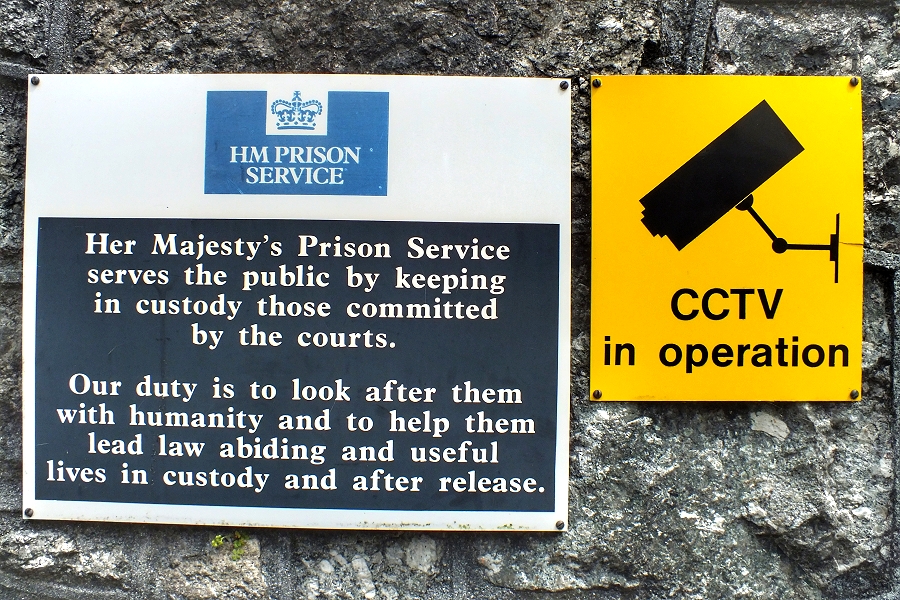 HM PRISON
SERVICE
Her Majesty's Prison Service
serves the public by keeping
in custody those committed
by the courts.
Our duty is to look after them
with humanity and to help them
lead law abiding and useful
lives in custody and after release.
CCTV
in operation